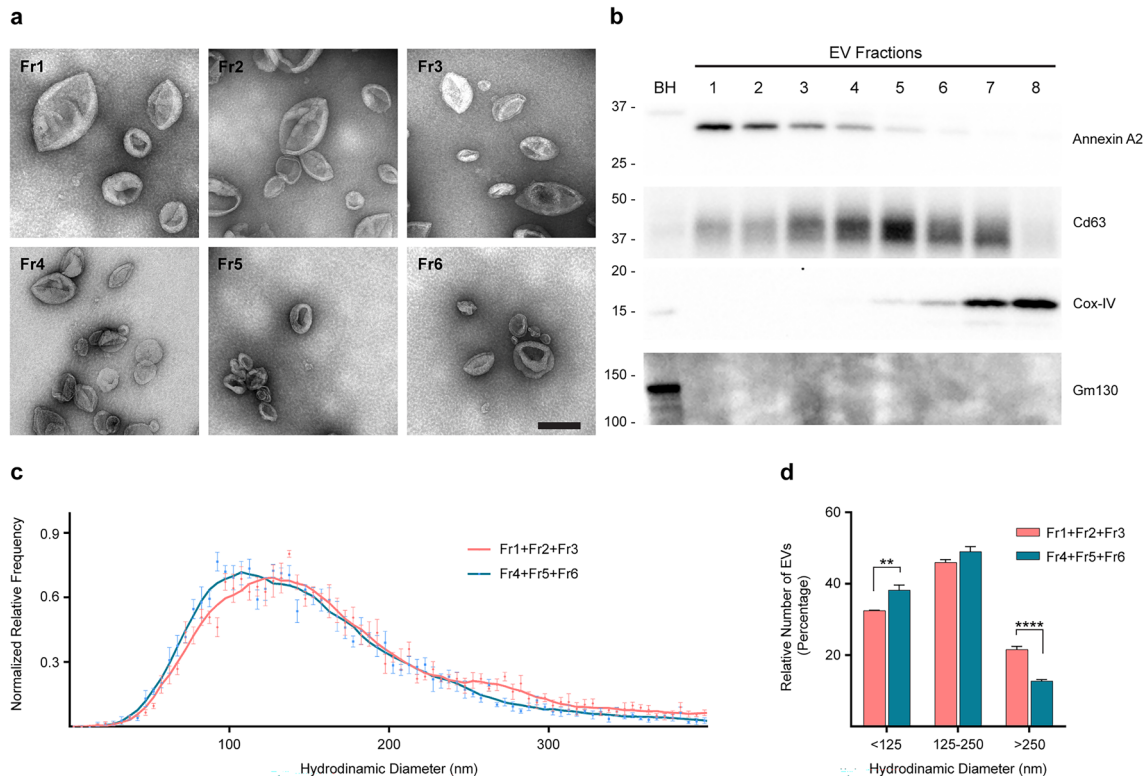 a
Fr1
Fr2
Fr3
Fr4
Fr5
Fr6
b
EV Fractions
BH 1 2 3 4 5 6 7 8
37 -
25 -
Annexin A2
50 -
37 -
Cd63
20 -
15 -
Cox-IV
150 -
100 -
Gm130
c
Normalized Relative Frequency
0.9
0.6
0.3
Fr1+Fr2+Fr3
Fr4+Fr5+Fr6
100 200 300
Hydrodinamic Diameter (nm)
d
Relative Number of EVs
(Percentage)
60
40
20
Fr1+Fr2+Fr3
Fr4+Fr5+Fr6
**
****
<125 125-250 >250
Hydrodinamic Diameter (nm)